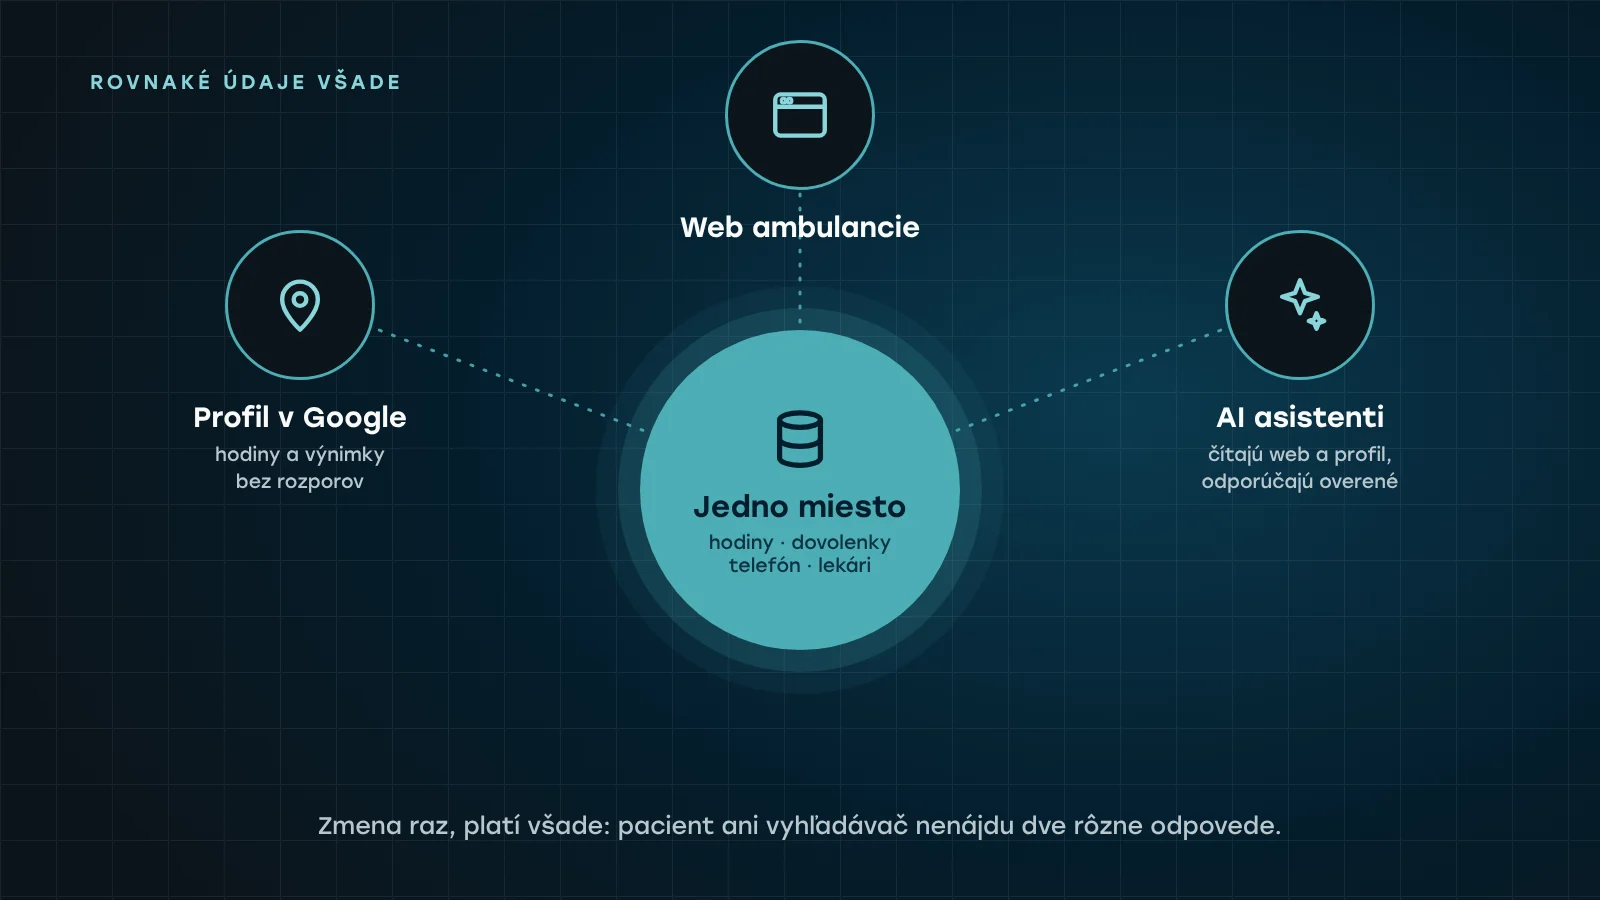 ROVNAKÉ ÚDAJE VŠADE
Web ambulancie
Profil v Google
hodiny a výnimky
bez rozporov
AI asistenti
čítajú web a profil,
odporúčajú overené
Jedno miesto
hodiny · dovolenky
telefón · lekári
Zmena raz, platí všade: pacient ani vyhľadávač nenájdu dve rôzne odpovede.